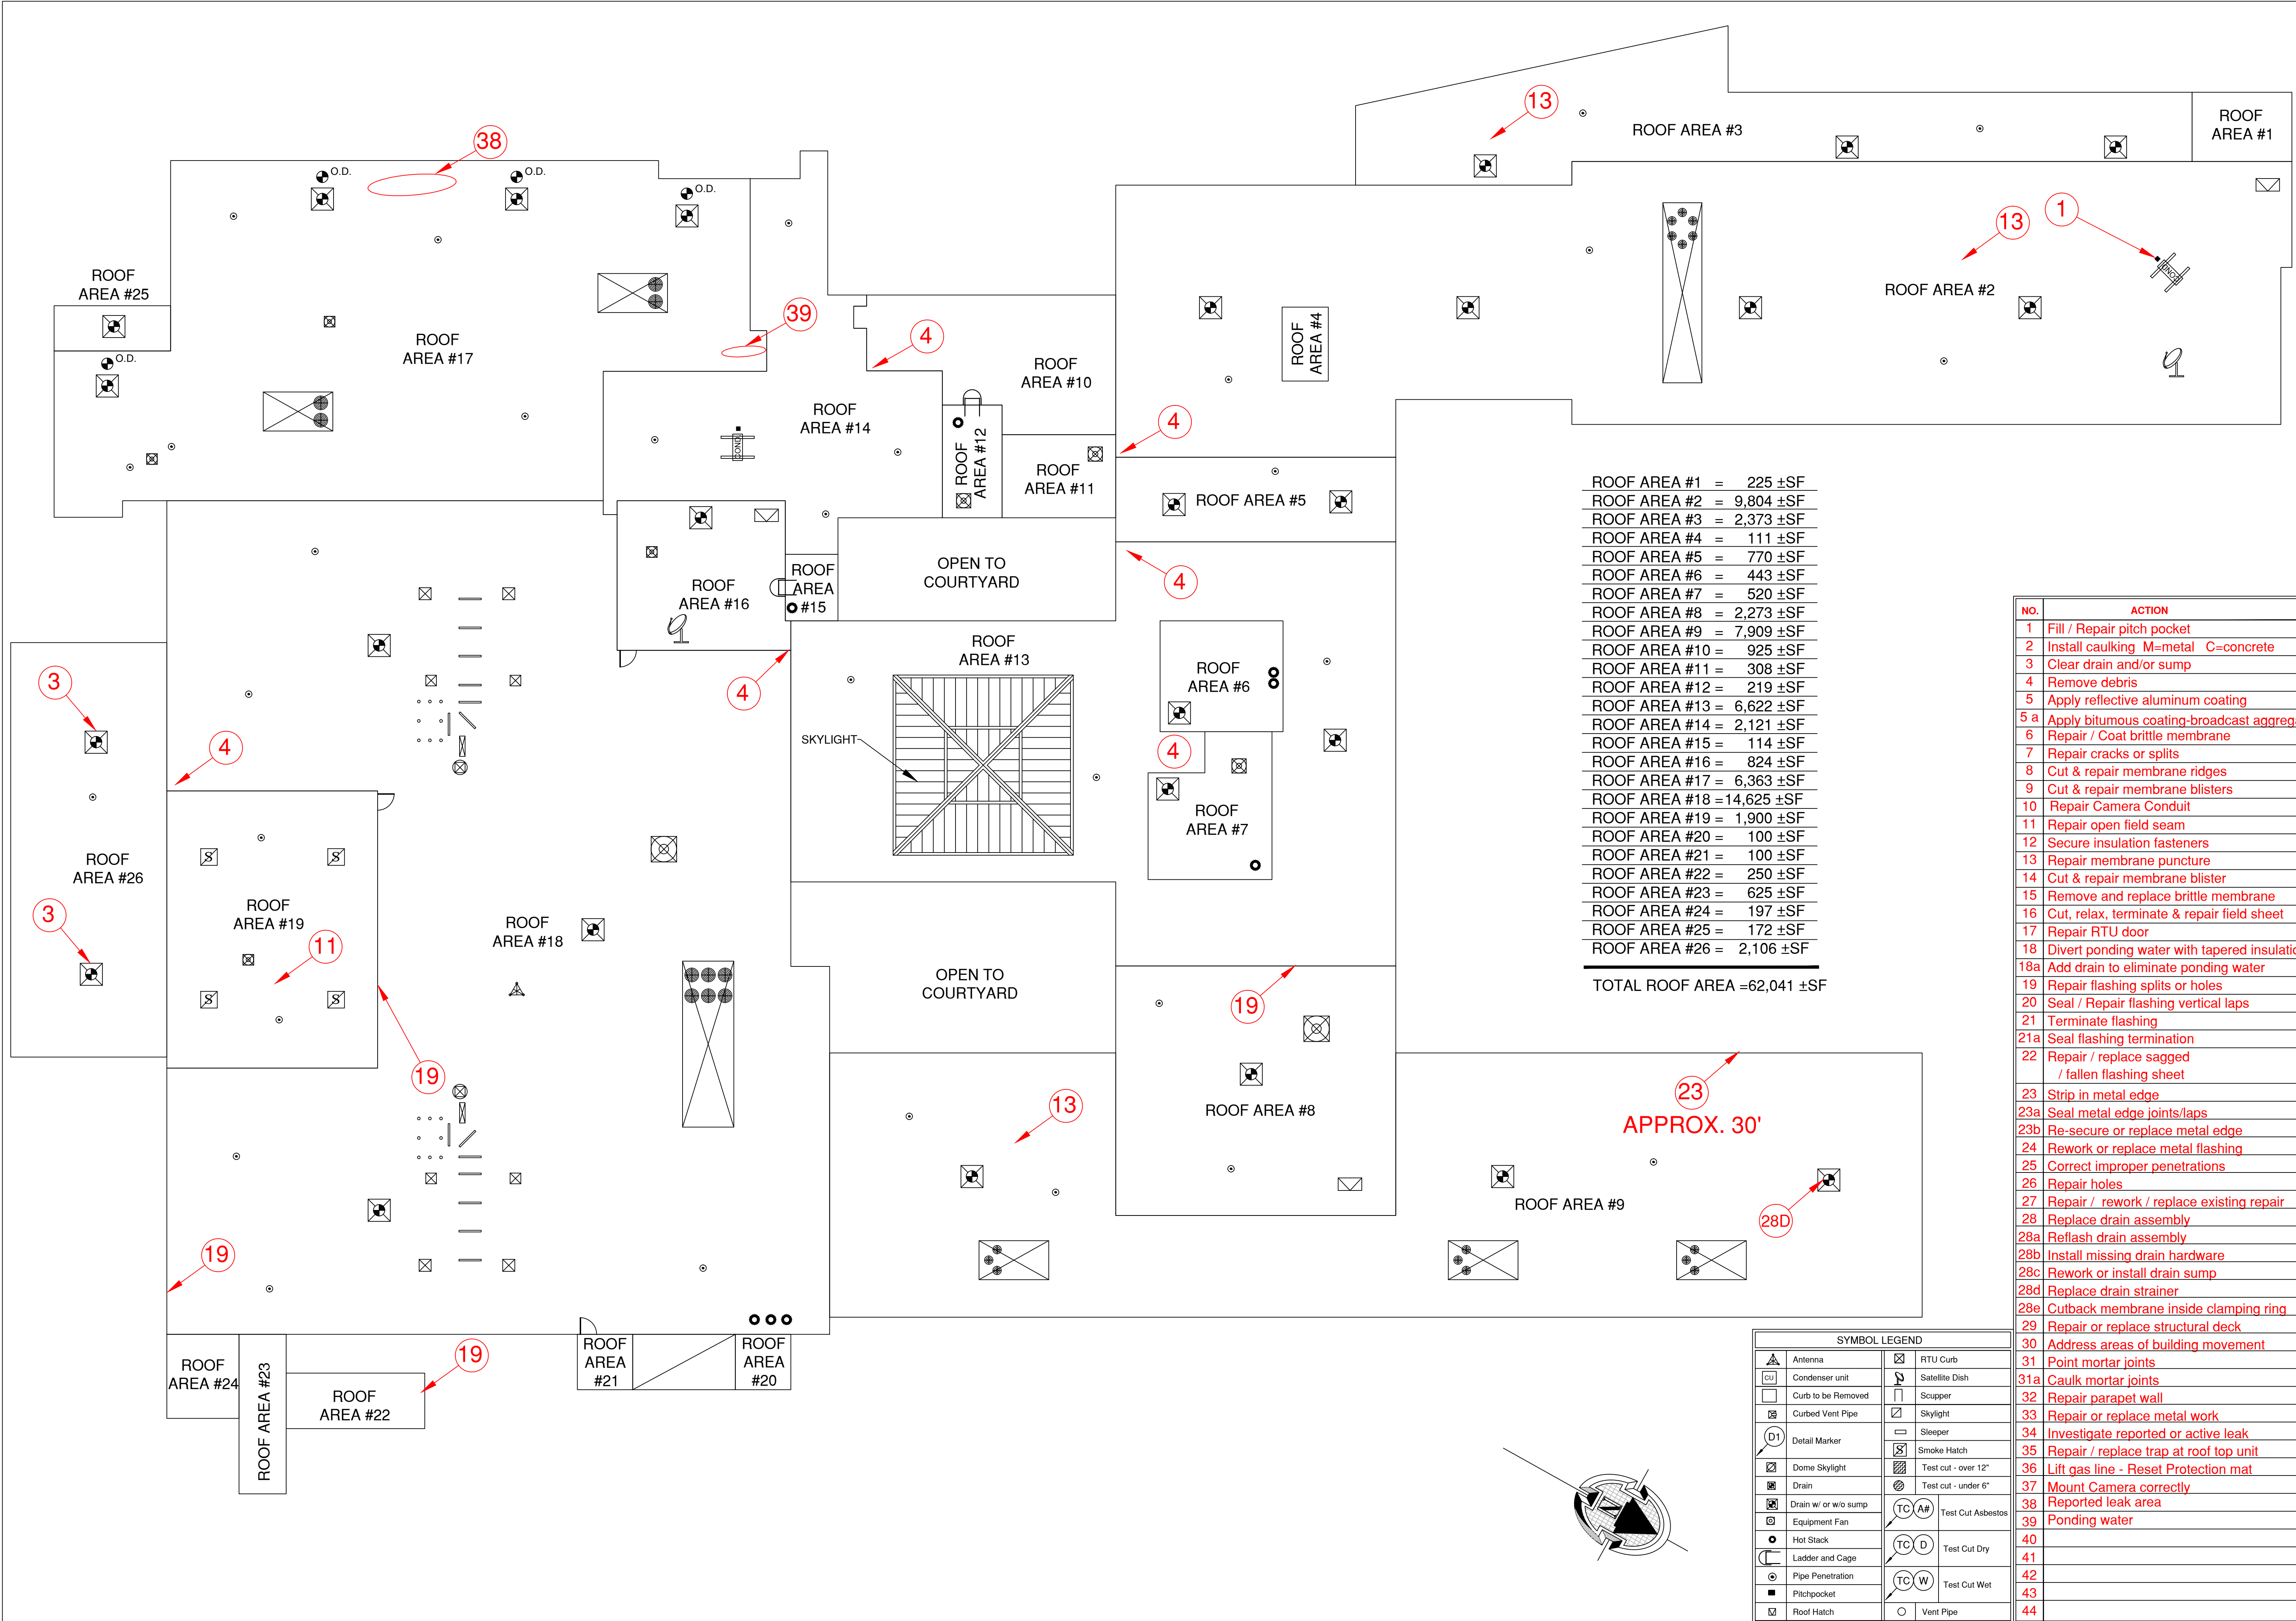 13
ROOF AREA #3
ROOF
AREA #1
38
O.D.
O.D.
O.D.
13
1
COND
ROOF AREA #2
ROOF
AREA #25
39
4
ROOF
AREA #17
O.D.
ROOF
AREA #4
ROOF
AREA #10
ROOF
AREA #14
COND
4
ROOF
AREA #12
ROOF
AREA #11
ROOF AREA #5
OPEN TO
COURTYARD
ROOF
AREA
#15
ROOF
AREA #16
4
ROOF
AREA #13
ROOF
AREA #6
3
4
4
SKYLIGHT
4
ROOF
AREA #7
ROOF
AREA #26
S
S
ROOF
AREA #19
3
11
S
S
ROOF
AREA #18
OPEN TO
COURTYARD
19
19
13
ROOF AREA #8
23
APPROX. 30'
ROOF AREA #9
28D
19
19
ROOF
AREA #24
ROOF AREA #23
ROOF
AREA #22
ROOF
AREA
#21
ROOF
AREA
#20
ROOF AREA #1 = 225 ±SF
ROOF AREA #2 = 9,804 ±SF
ROOF AREA #3 = 2,373 ±SF
ROOF AREA #4 = 111 ±SF
ROOF AREA #5 = 770 ±SF
ROOF AREA #6 = 443 ±SF
ROOF AREA #7 = 520 ±SF
ROOF AREA #8 = 2,273 ±SF
ROOF AREA #9 = 7,909 ±SF
ROOF AREA #10 = 925 ±SF
ROOF AREA #11 = 308 ±SF
ROOF AREA #12 = 219 ±SF
ROOF AREA #13 = 6,622 ±SF
ROOF AREA #14 = 2,121 ±SF
ROOF AREA #15 = 114 ±SF
ROOF AREA #16 = 824 ±SF
ROOF AREA #17 = 6,363 ±SF
ROOF AREA #18 =14,625 ±SF
ROOF AREA #19 = 1,900 ±SF
ROOF AREA #20 = 100 ±SF
ROOF AREA #21 = 100 ±SF
ROOF AREA #22 = 250 ±SF
ROOF AREA #23 = 625 ±SF
ROOF AREA #24 = 197 ±SF
ROOF AREA #25 = 172 ±SF
ROOF AREA #26 = 2,106 ±SF
TOTAL ROOF AREA =62,041 ±SF
NO. ACTION
1 Fill / Repair pitch pocket
2 Install caulking M=metal C=concrete
3 Clear drain and/or sump
4 Remove debris
5 Apply reflective aluminum coating
5 a Apply bitumous coating-broadcast aggreg
6 Repair / Coat brittle membrane
7 Repair cracks or splits
8 Cut & repair membrane ridges
9 Cut & repair membrane blisters
10 Repair Camera Conduit
11 Repair open field seam
12 Secure insulation fasteners
13 Repair membrane puncture
14 Cut & repair membrane blister
15 Remove and replace brittle membrane
16 Cut, relax, terminate & repair field sheet
17 Repair RTU door
18 Divert ponding water with tapered insulatio
18a Add drain to eliminate ponding water
19 Repair flashing splits or holes
20 Seal / Repair flashing vertical laps
21 Terminate flashing
21a Seal flashing termination
22 Repair / replace sagged
/ fallen flashing sheet
23 Strip in metal edge
23a Seal metal edge joints/laps
23b Re-secure or replace metal edge
24 Rework or replace metal flashing
25 Correct improper penetrations
26 Repair holes
27 Repair / rework / replace existing repair
28 Replace drain assembly
28a Reflash drain assembly
28b Install missing drain hardware
28c Rework or install drain sump
28d Replace drain strainer
28e Cutback membrane inside clamping ring
29 Repair or replace structural deck
30 Address areas of building movement
31 Point mortar joints
31a Caulk mortar joints
32 Repair parapet wall
33 Repair or replace metal work
34 Investigate reported or active leak
35 Repair / replace trap at roof top unit
36 Lift gas line - Reset Protection mat
37 Mount Camera correctly
38 Reported leak area
39 Ponding water
40
41
42
43
44
SYMBOL LEGEND
Antenna
CU Condenser unit
Curb to be Removed
Curbed Vent Pipe
D1 Detail Marker
Dome Skylight
Drain
Drain w/ or w/o sump
Equipment Fan
Hot Stack
Ladder and Cage
Pipe Penetration
Pitchpocket
Roof Hatch
RTU Curb
Satellite Dish
Scupper
Skylight
Sleeper
S Smoke Hatch
Test cut - over 12"
Test cut - under 6"
TC A# Test Cut Asbestos
TC D Test Cut Dry
TC W Test Cut Wet
Vent Pipe
N